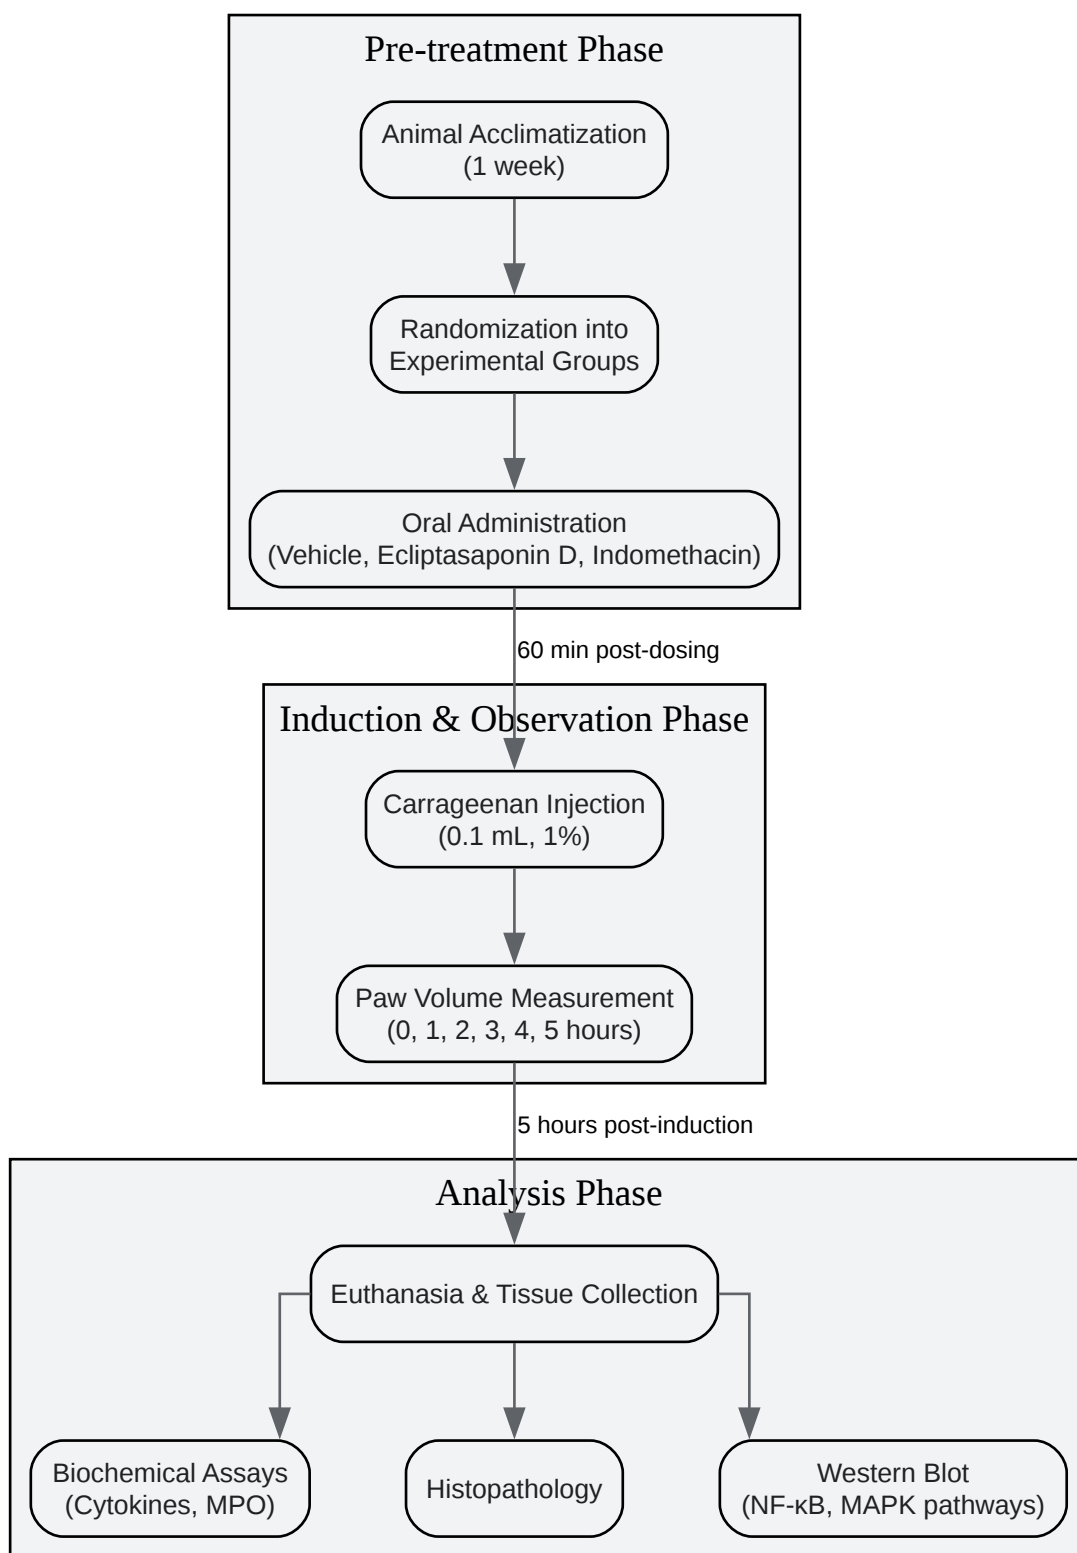 Pre-treatment Phase
Animal Acclimatization
(1 week)
Randomization into
Experimental Groups
Oral Administration
(Vehicle, Ecliptasaponin D, Indomethacin)
60 min post-dosing
Induction & Observation Phase
Carrageenan Injection
(0.1 mL, 1%)
Paw Volume Measurement
(0, 1, 2, 3, 4, 5 hours)
5 hours post-induction
Analysis Phase
Euthanasia & Tissue Collection
Biochemical Assays
(Cytokines, MPO)
Histopathology
Western Blot
(NF-κB, MAPK pathways)